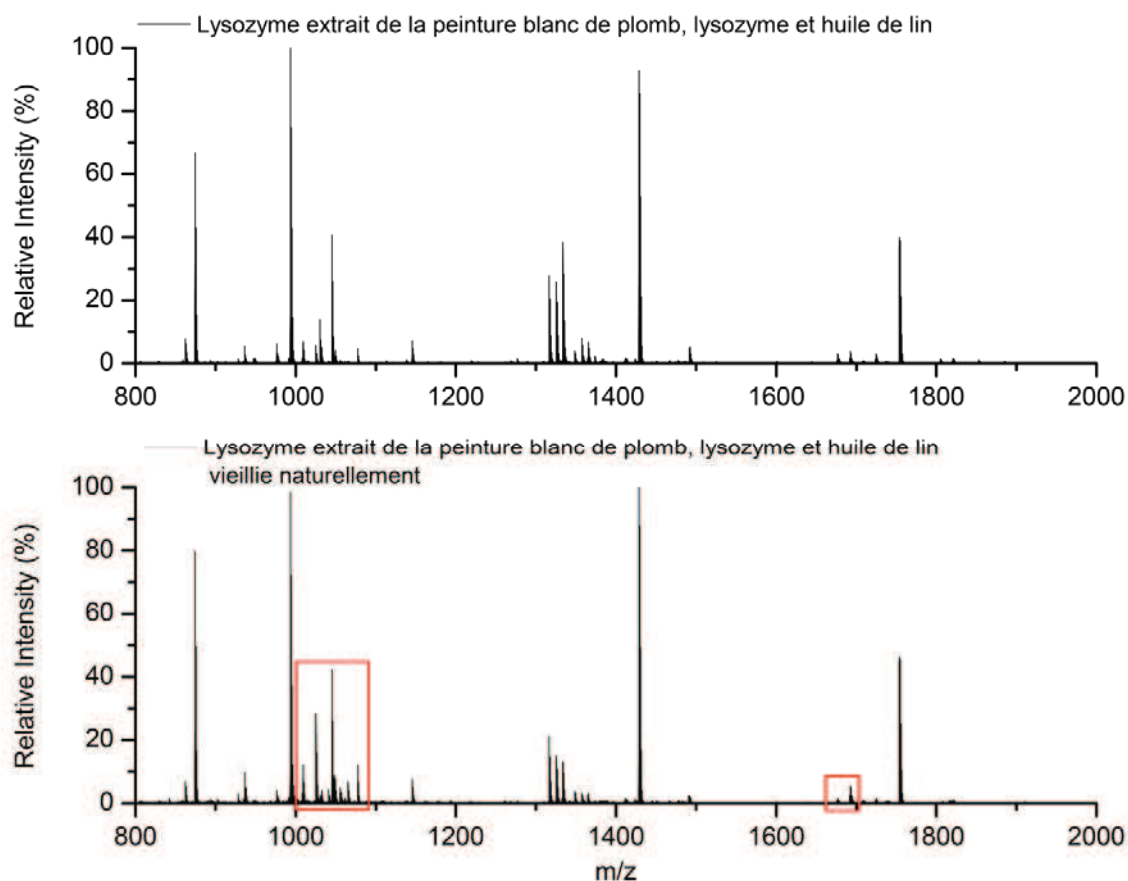 Lysozyme extrait de la peinture blanc de plomb, lysozyme et huile de lin
100
80
60
40
20
0
Relative Intensity (%)
800 1000 1200 1400 1600 1800 2000
Lysozyme extrait de la peinture blanc de plomb, lysozyme et huile de lin
vieillie naturellement
100
80
60
40
20
0
Relative Intensity (%)
800 1000 1200 1400 1600 1800 2000
m/z